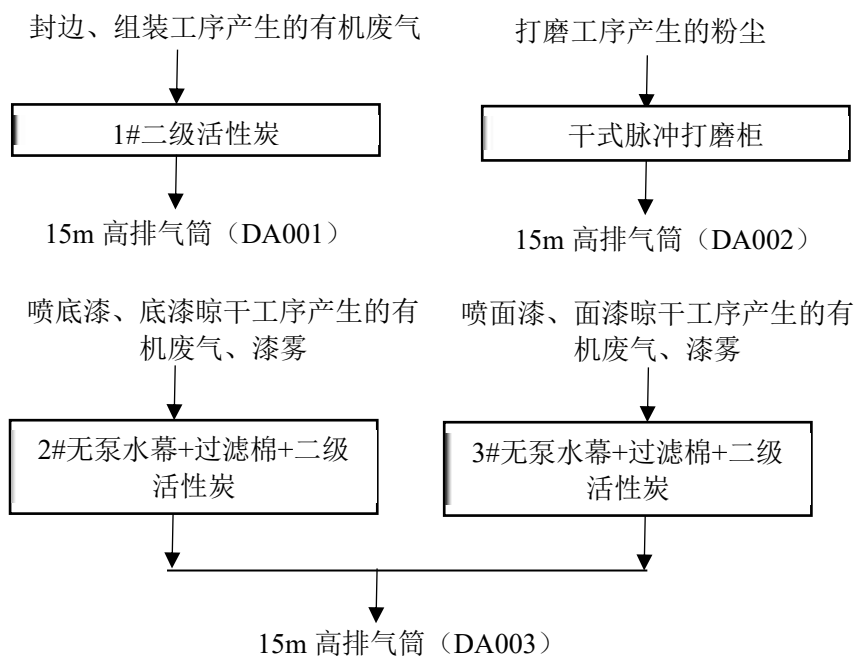 封边、组装工序产生的有机废气
打磨工序产生的粉尘
1#二级活性炭
干式脉冲打磨柜
15m 高排气筒（DA001）
15m 高排气筒（DA002）
喷底漆、底漆晾干工序产生的有
机废气、漆雾
喷面漆、面漆晾干工序产生的有
机废气、漆雾
2#无泵水幕+过滤棉+二级
活性炭
3#无泵水幕+过滤棉+二级
活性炭
15m 高排气筒（DA003）